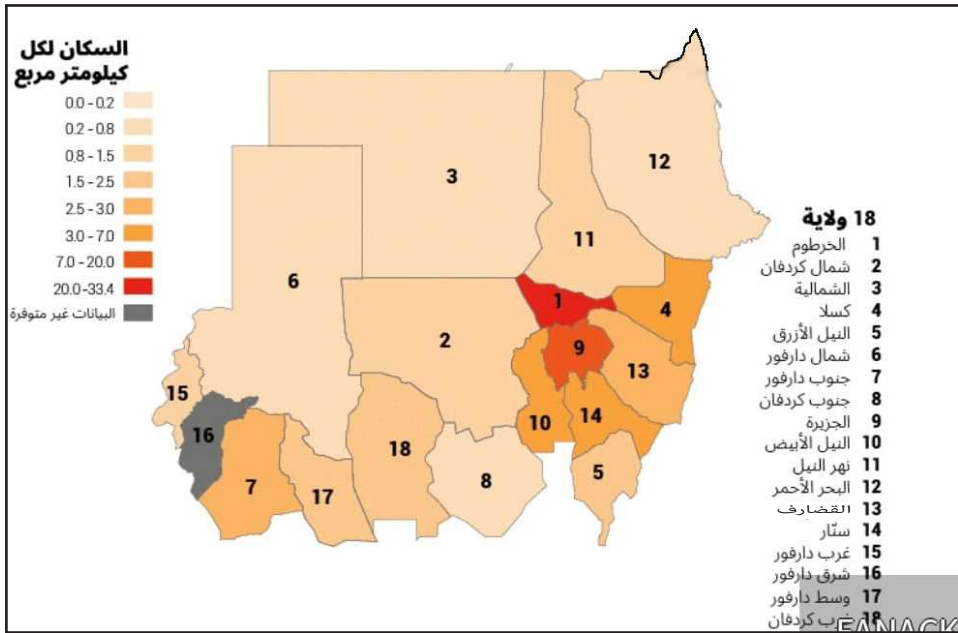 السكان لكل
كيلومتر مربع
0.0 - 0.2
0.2 - 0.8
0.8 - 1.5
1.5 - 2.5
2.5 - 3.0
3.0 - 7.0
7.0 - 20.0
20.0-33.4
البيانات غير متوفرة
12
3
11
6
1
4
2
9
13
15
10
14
16
18
5
8
7
17
18 ولاية
1 الخرطوم
2 شمال كردفان
3 الشمالية
4 كسلا
5 النيل الأزرق
6 شمال دارفور
7 جنوب دارفور
8 جنوب كردفان
9 الجزيرة
10 النيل الأبيض
11 نهر النيل
12 البحر الأحمر
13 القضارف
14 سنّار
15 غرب دارفور
16 شرق دارفور
17 وسط دارفور
18 غرب كردفان
FANACK